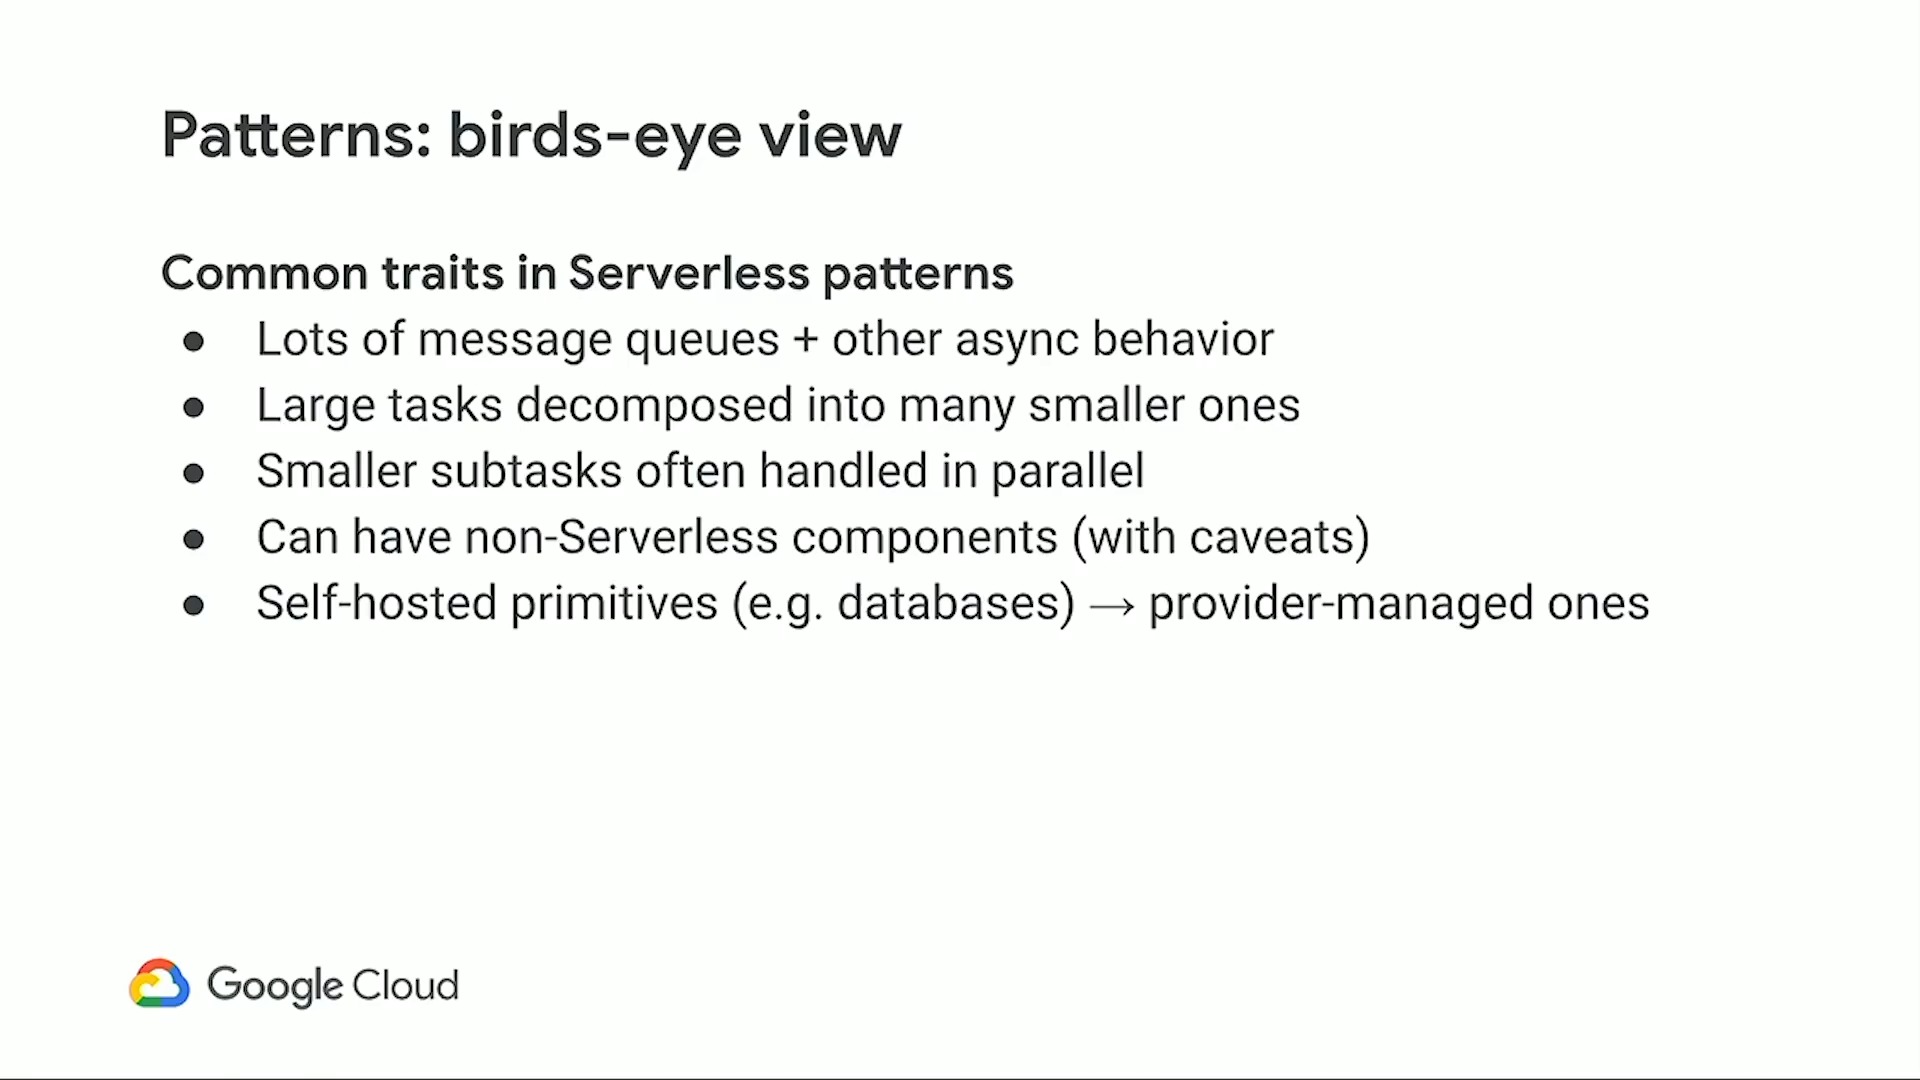 Patterns: birds-eye view
Common traits in Serverless patterns
● Lots of message queues + other async behavior
● Large tasks decomposed into many smaller ones
● Smaller subtasks often handled in parallel
● Can have non-Serverless components (with caveats)
● Self-hosted primitives (e.g. databases) → provider-managed ones
Google Cloud